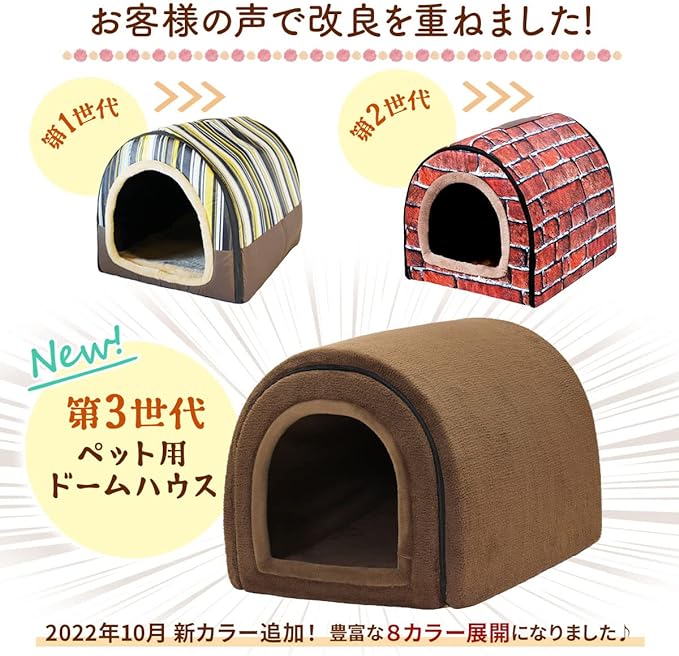 お客様の声で改良を重ねました!
第1世代
第2世代
New!
第3世代
ペット用
ドームハウス
2022年10月 新カラー追加! 豊富な8カラー展開になりました♪